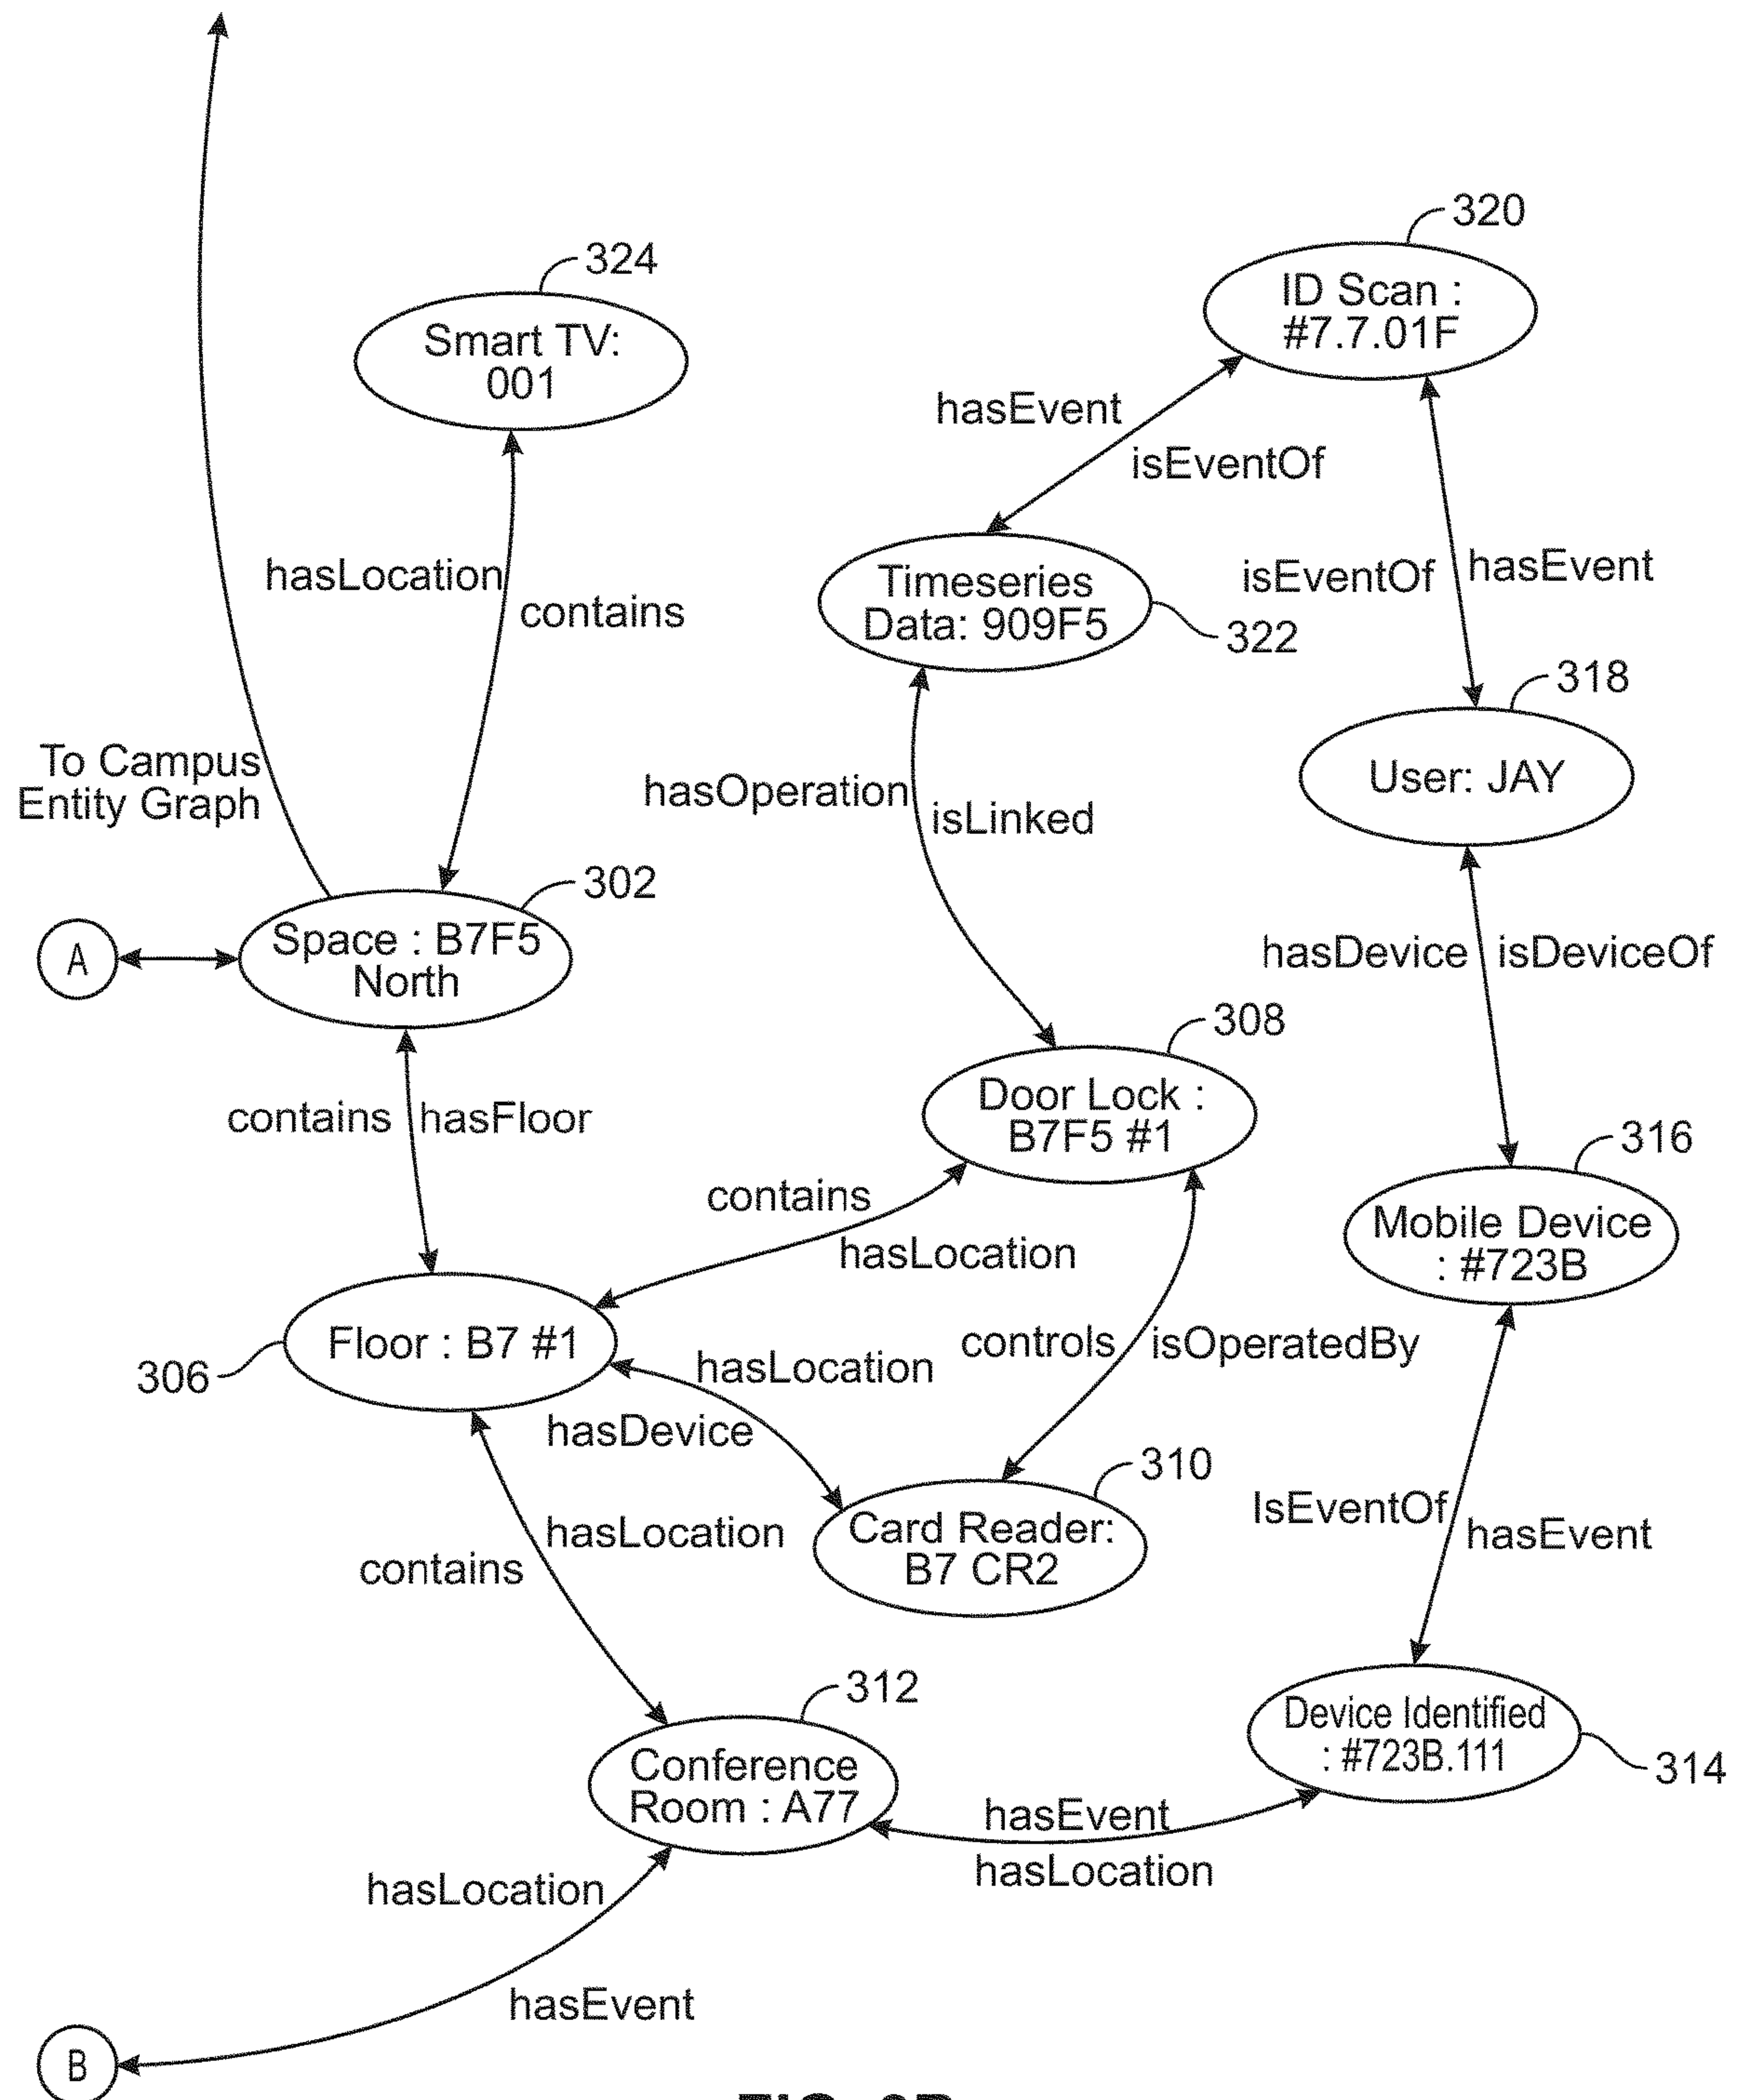 320
ID Scan :
#7.7.01F
324
Smart TV:
001
hasEvent
isEventOf
hasLocation
contains
Timeseries
Data: 909F5
322
isEventOf
hasEvent
318
User: JAY
To Campus
Entity Graph
hasOperation
isLinked
302
A
Space : B7F5
North
hasDevice
isDeviceOf
308
Door Lock :
B7F5 #1
contains
hasFloor
316
Mobile Device
: #723B
contains
hasLocation
306
Floor : B7 #1
controls
isOperatedBy
hasLocation
hasDevice
310
Card Reader:
B7 CR2
IsEventOf
hasEvent
hasLocation
contains
312
Conference
Room : A77
Device Identified
: #723B.111
314
hasEvent
hasLocation
hasLocation
hasEvent
B